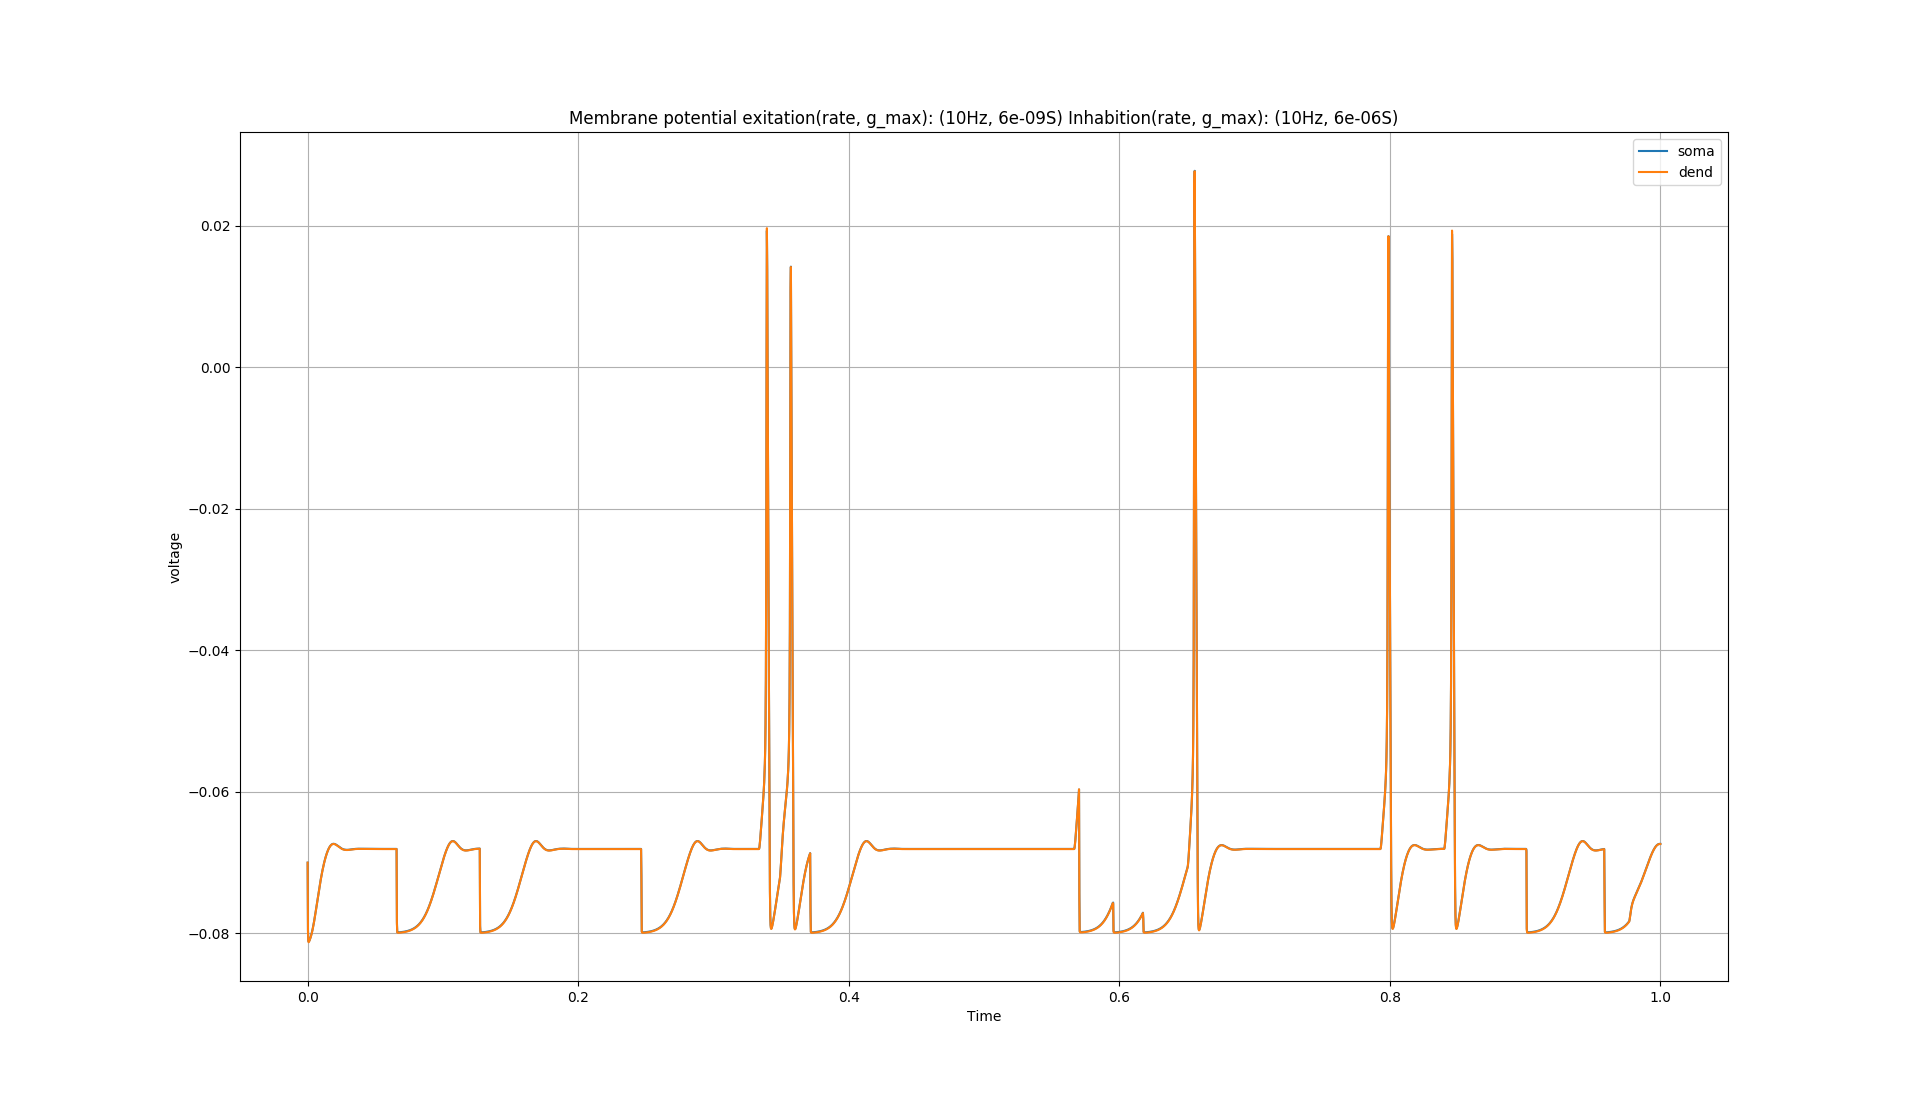 Membrane potential exitation(rate, g_max): (10Hz, 6e-09S) Inhabition(rate, g_max): (10Hz, 6e-06S)
soma
dend
0.02
0.00
−0.02
−0.04
−0.06
−0.08
voltage
0.0 0.2 0.4 0.6 0.8 1.0
Time